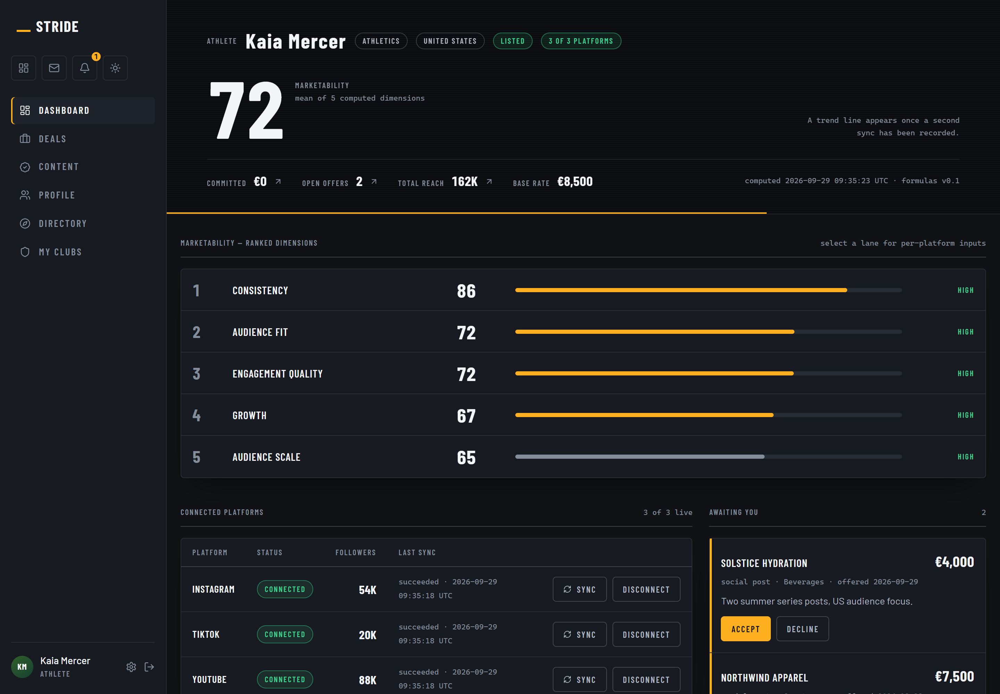 STRIDE
1
DASHBOARD
DEALS
CONTENT
PROFILE
DIRECTORY
MY CLUBS
KM
Kaia Mercer
ATHLETE
ATHLETE Kaia Mercer ATHLETICS UNITED STATES LISTED 3 OF 3 PLATFORMS
72
MARKETABILITY
mean of 5 computed dimensions
A trend line appears once a second
sync has been recorded.
COMMITTED €0 OPEN OFFERS 2 TOTAL REACH 162K BASE RATE €8,500
computed 2026-09-29 09:35:23 UTC · formulas v0.1
MARKETABILITY — RANKED DIMENSIONS
select a lane for per-platform inputs
1 CONSISTENCY 86 HIGH
2 AUDIENCE FIT 72 HIGH
3 ENGAGEMENT QUALITY 72 HIGH
4 GROWTH 67 HIGH
5 AUDIENCE SCALE 65 HIGH
CONNECTED PLATFORMS 3 of 3 live
PLATFORM STATUS FOLLOWERS LAST SYNC
INSTAGRAM CONNECTED 54K succeeded · 2026-09-29
09:35:18 UTC
SYNC DISCONNECT
TIKTOK CONNECTED 20K succeeded · 2026-09-29
09:35:18 UTC
SYNC DISCONNECT
YOUTUBE CONNECTED 88K succeeded · 2026-09-29
09:35:18 UTC
SYNC DISCONNECT
AWAITING YOU 2
SOLSTICE HYDRATION €4,000
social post · Beverages · offered 2026-09-29
Two summer series posts, US audience focus.
ACCEPT DECLINE
NORTHWIND APPAREL €7,500